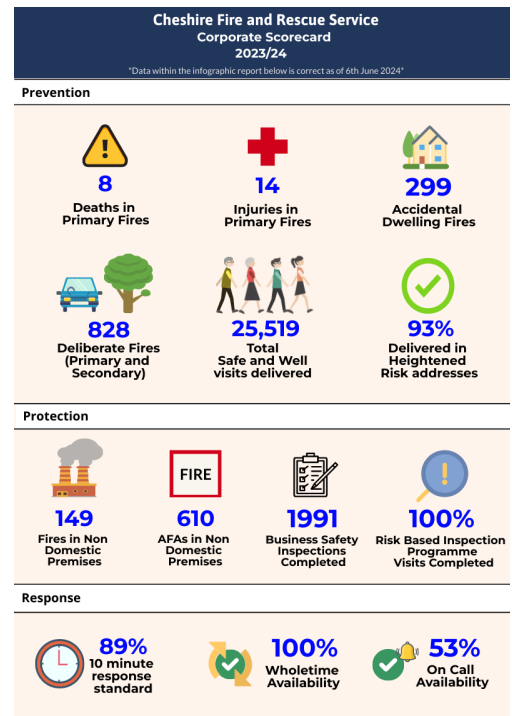 Cheshire Fire and Rescue Service
Corporate Scorecard
2023/24
*Data within the infographic report below is correct as of 6th June 2024*
Prevention
8
Deaths in
Primary Fires
14
Injuries in
Primary Fires
299
Accidental
Dwelling Fires
828
Deliberate Fires
(Primary and
Secondary)
25,519
Total
Safe and Well
visits delivered
93%
Delivered in
Heightened
Risk addresses
Protection
149
Fires in Non
Domestic
Premises
FIRE
610
AFAs in Non
Domestic
Premises
1991
Business Safety
Inspections
Completed
100%
Risk Based Inspection
Programme
Visits Completed
Response
89%
10 minute
response
standard
100%
Wholetime
Availability
53%
On Call
Availability